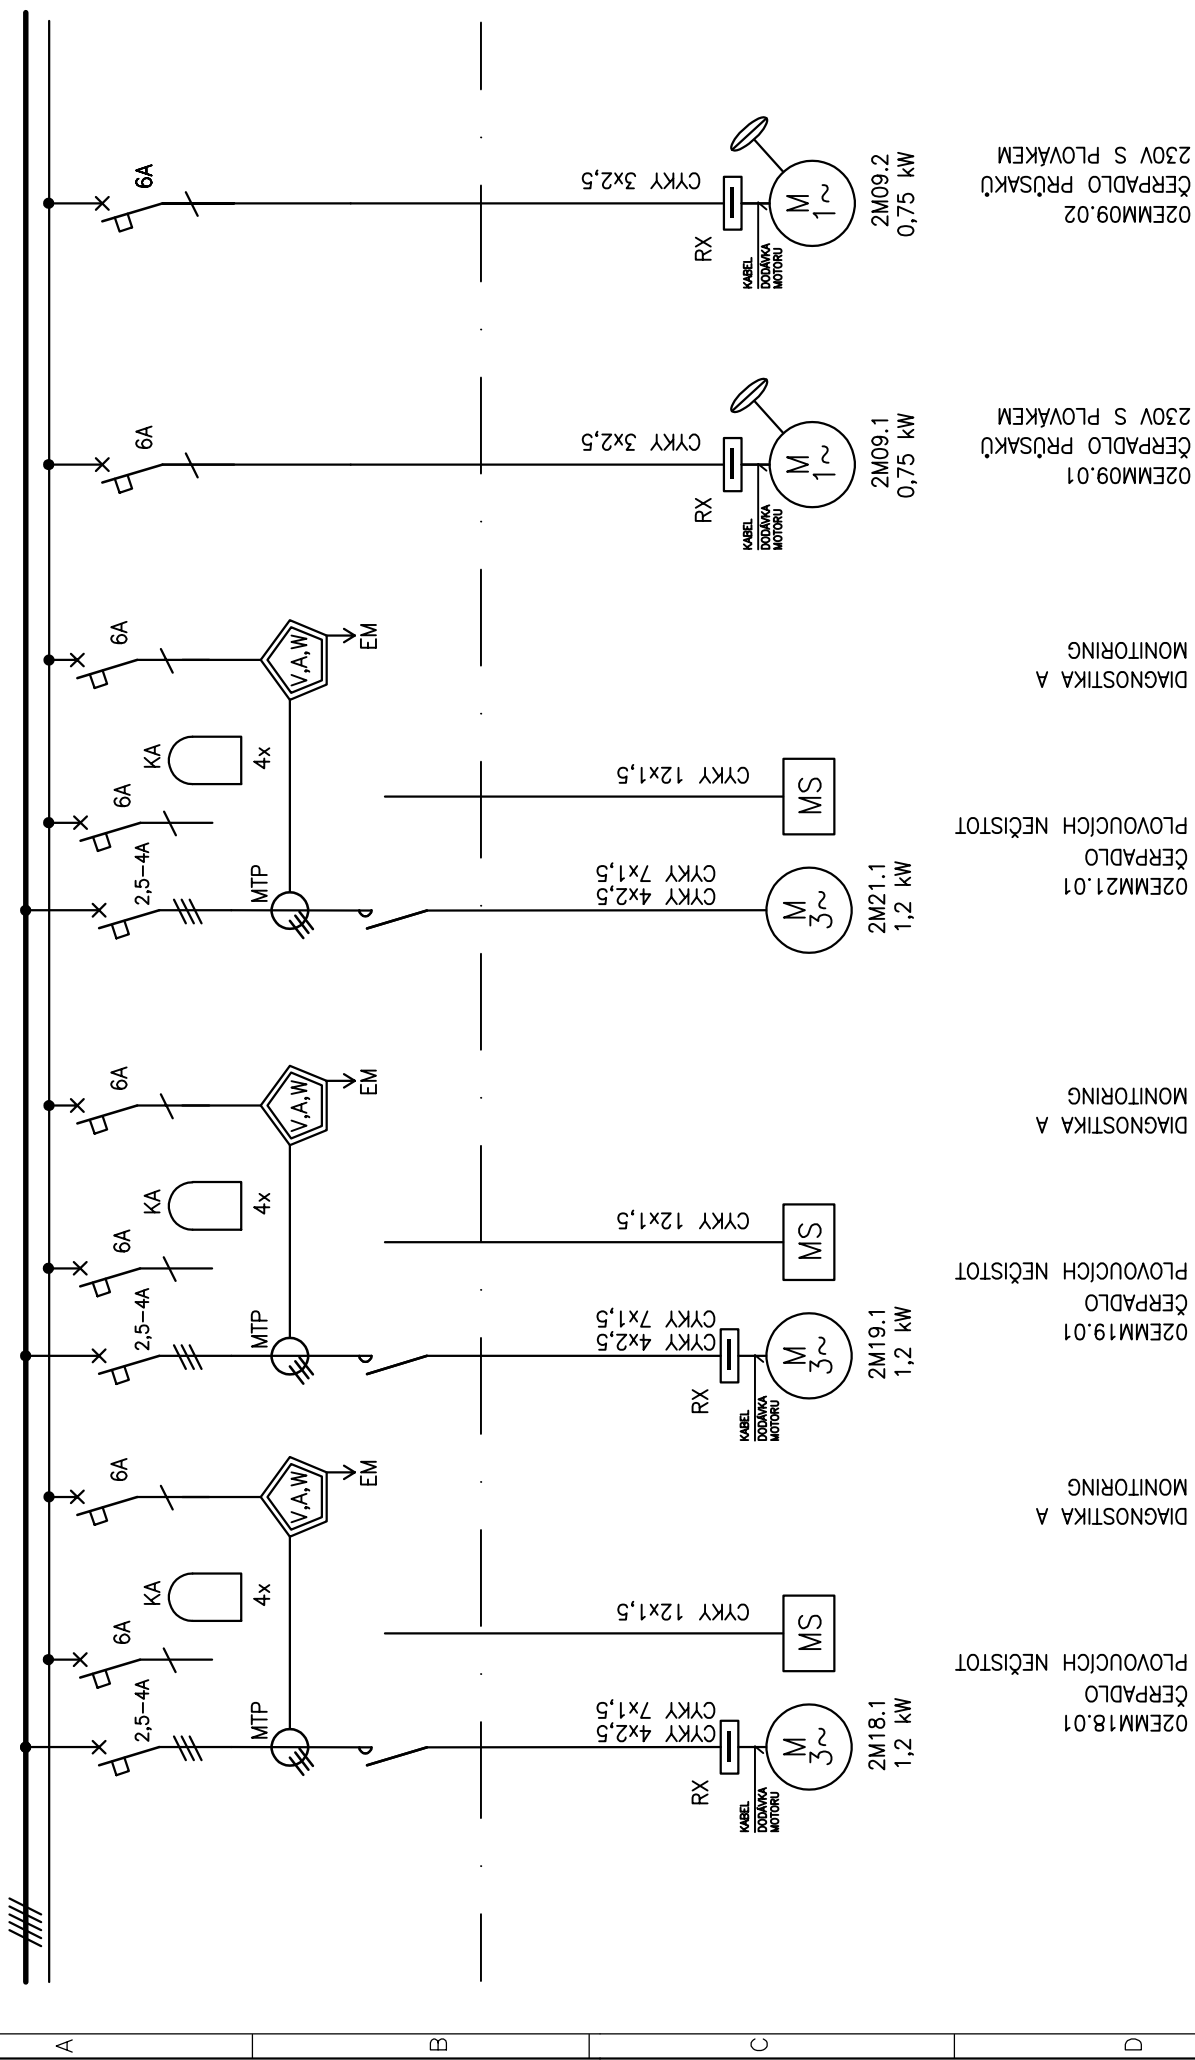 A
B
C
D
2,5-4A
6A
KA
4x
6A
MTP
V,A,W
EM
CYKY 4x2,5
CYKY 7x1,5
CYKY 12x1,5
RX
KABEL
DODÁVKA
MOTORU
M
3~
MS
2M18.1
1,2 kW
02EMM18.01
ČERPADLO
PLOVOUCÍCH NEČISTOT
DIAGNOSTIKA A
MONITORING
2,5-4A
6A
KA
4x
6A
MTP
V,A,W
EM
CYKY 4x2,5
CYKY 7x1,5
CYKY 12x1,5
RX
KABEL
DODÁVKA
MOTORU
M
3~
MS
2M19.1
1,2 kW
02EMM19.01
ČERPADLO
PLOVOUCÍCH NEČISTOT
DIAGNOSTIKA A
MONITORING
2,5-4A
6A
KA
4x
6A
MTP
V,A,W
EM
CYKY 4x2,5
CYKY 7x1,5
CYKY 12x1,5
M
3~
MS
2M21.1
1,2 kW
02EMM21.01
ČERPADLO
PLOVOUCÍCH NEČISTOT
DIAGNOSTIKA A
MONITORING
6A
CYKY 3x2,5
RX
KABEL
DODÁVKA
MOTORU
M
1~
2M09.1
0,75 kW
02EMM09.01
ČERPADLO PRŮSAKŮ
230V S PLOVÁKEM
6A
CYKY 3x2,5
RX
KABEL
DODÁVKA
MOTORU
M
1~
2M09.2
0,75 kW
02EMM09.02
ČERPADLO PRŮSAKŮ
230V S PLOVÁKEM